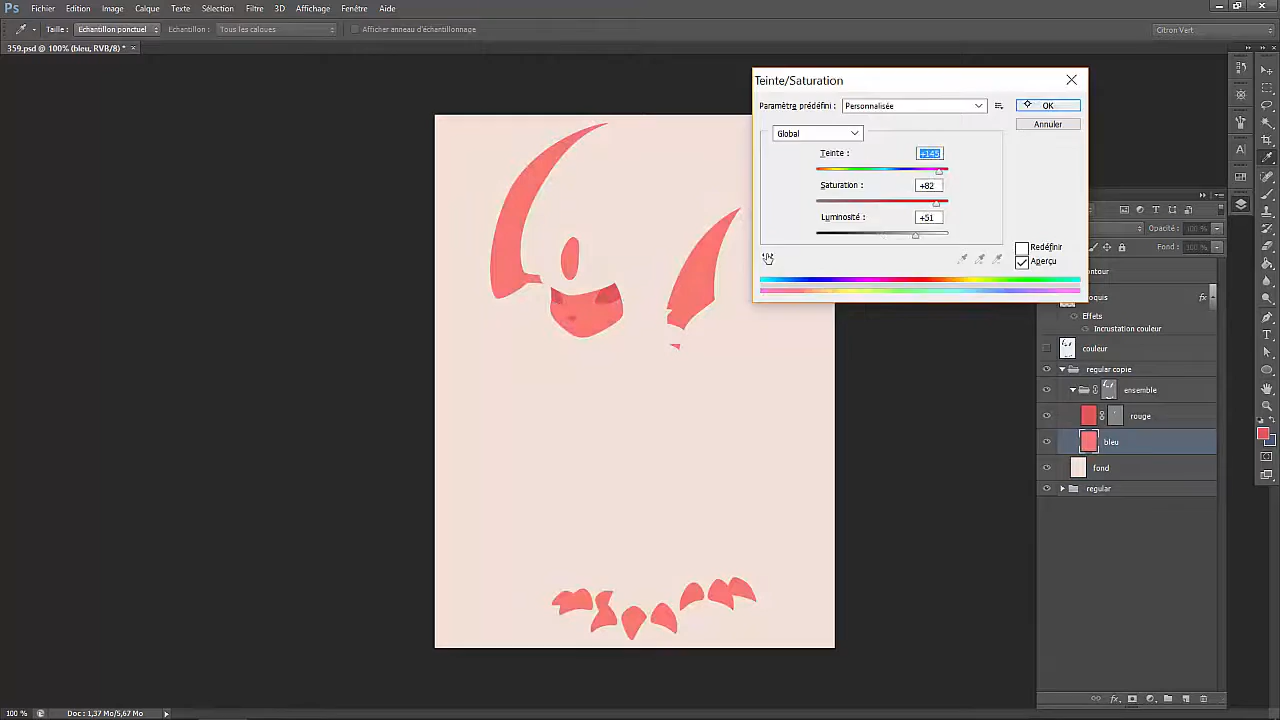 Ps Fichier Edition Image Calque Texte Sélection Filtre 3D Affichage Fenêtre Aide
Taille : Echantillon ponctuel Echantillon : Tous les calques Afficher anneau d'échantillonnage Citron Vert
359.psd @ 100% (bleu, RVB/8) * ×
Teinte/Saturation
Paramètre prédéfini : Personnalisée OK
Annuler
Global
Teinte : +145
Saturation : +82
Luminosité : +51
Redéfinir
Aperçu
Opacité : 100 %
Fond : 100 %
contour
fx
Effets
Incrustation couleur
couleur
regular copie
ensemble
rouge
bleu
fond
regular
100 % Doc : 1,37 Mo/5,67 Mo